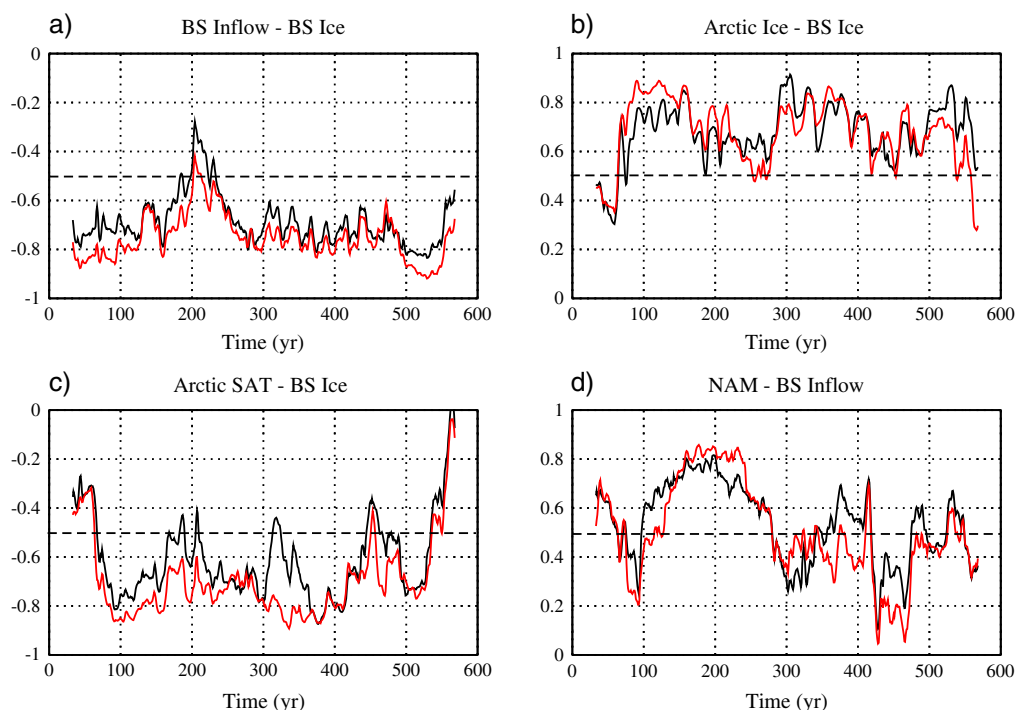 a) BS Inflow - BS Ice
0
-0.2
-0.4
-0.6
-0.8
-1
0 100 200 300 400 500 600
Time (yr)
b) Arctic Ice - BS Ice
1
0.8
0.6
0.4
0.2
0
0 100 200 300 400 500 600
Time (yr)
c) Arctic SAT - BS Ice
0
-0.2
-0.4
-0.6
-0.8
-1
0 100 200 300 400 500 600
Time (yr)
d) NAM - BS Inflow
1
0.8
0.6
0.4
0.2
0
0 100 200 300 400 500 600
Time (yr)